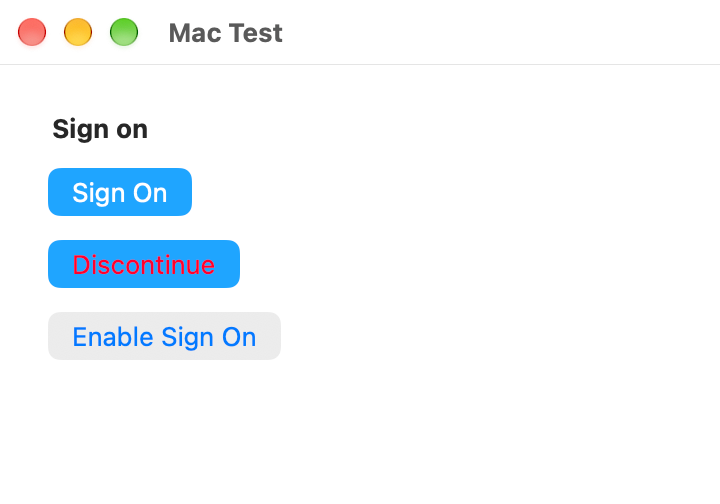 Mac Test
Sign on
Sign On
Discontinue
Enable Sign On